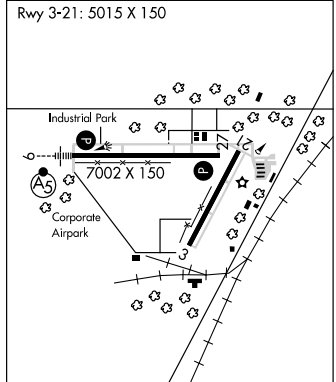 Rwy 3-21: 5015 X 150
Industrial Park
P
27
21
9
P
7002 X 150
A5
Corporate
Airpark
3